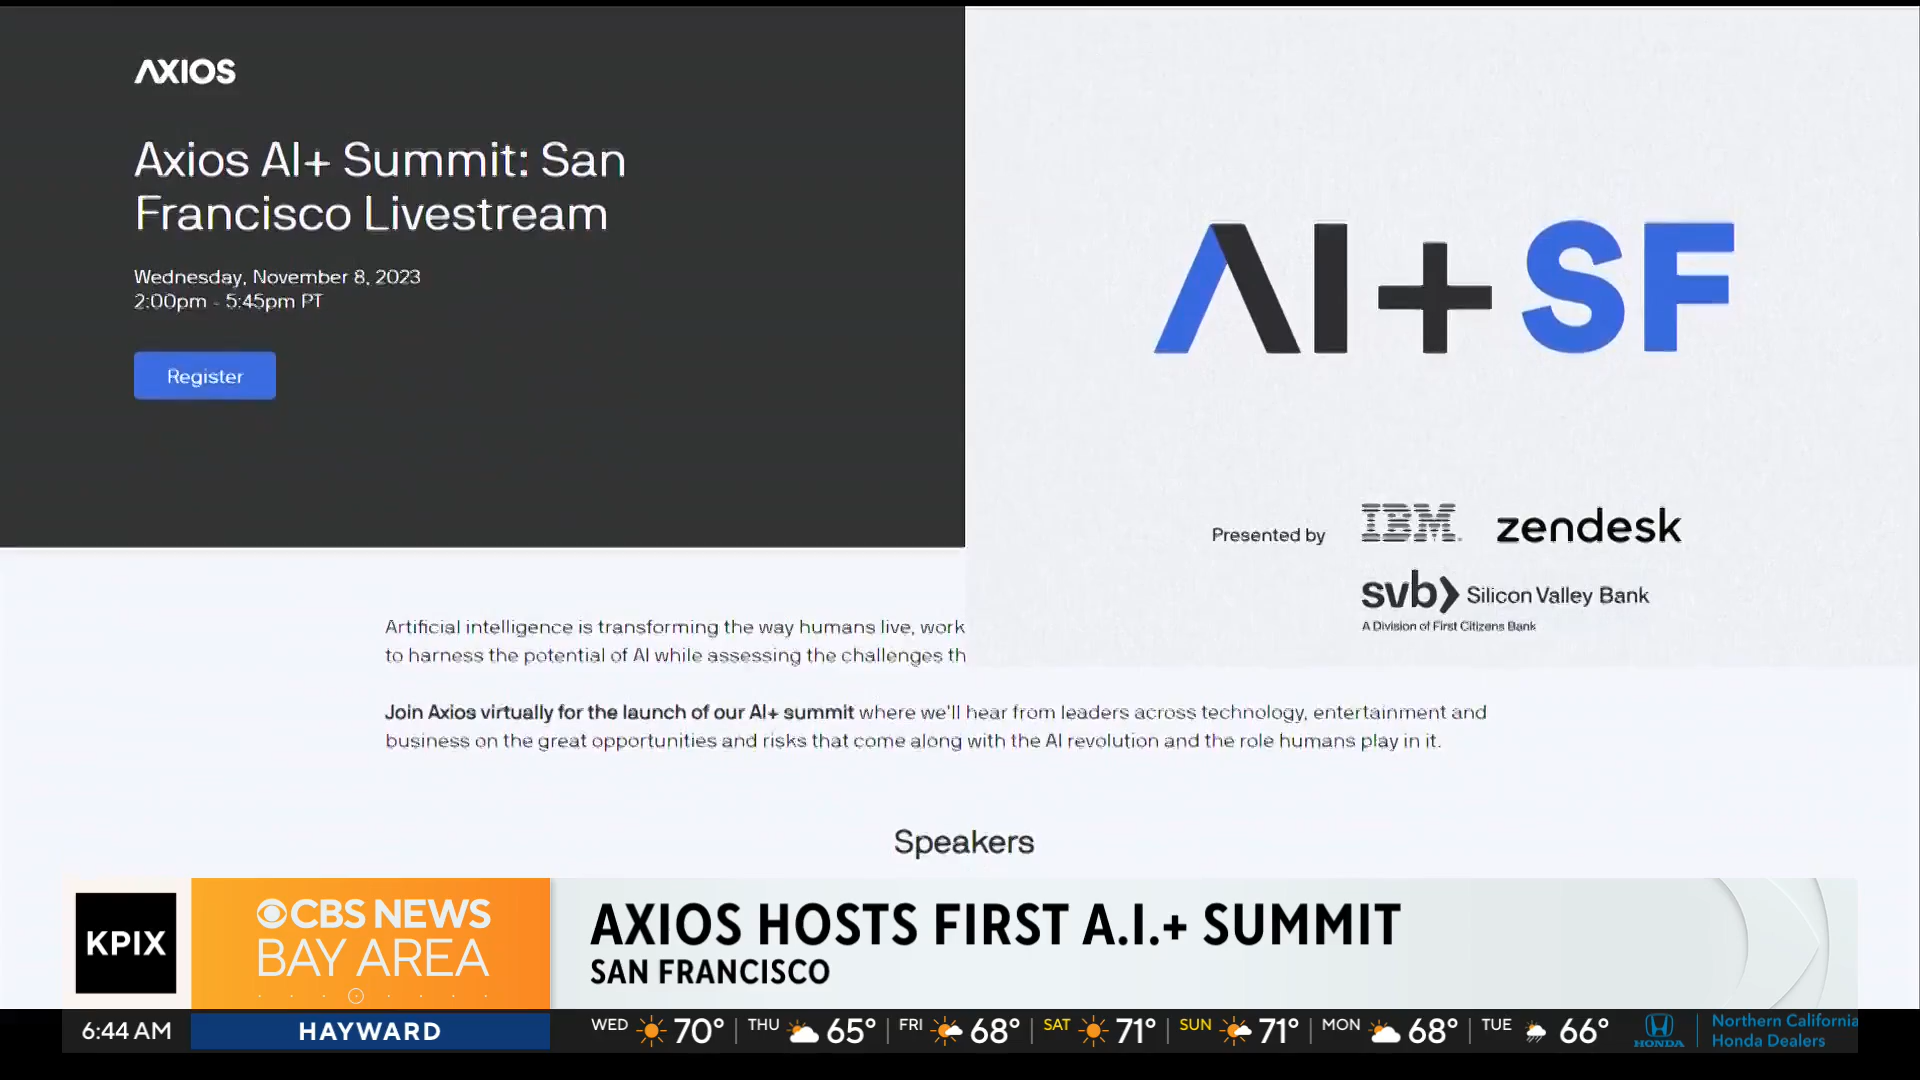 AXIOS
Axios AI+ Summit: San
Francisco Livestream
Wednesday, November 8, 2023
2:00pm - 5:45pm PT
Register
AI+SF
Presented by
IBM
zendesk
svb Silicon Valley Bank
A Division of First Citizens Bank
Artificial intelligence is transforming the way humans live, work
to harness the potential of AI while assessing the challenges th
Join Axios virtually for the launch of our AI+ summit where we'll hear from leaders across technology, entertainment and
business on the great opportunities and risks that come along with the AI revolution and the role humans play in it.
Speakers
KPIX
CBS NEWS
BAY AREA
AXIOS HOSTS FIRST A.I.+ SUMMIT
SAN FRANCISCO
6:44 AM
HAYWARD
WED 70° THU 65° FRI 68° SAT 71° SUN 71° MON 68° TUE 66°
HONDA
Northern California
Honda Dealers